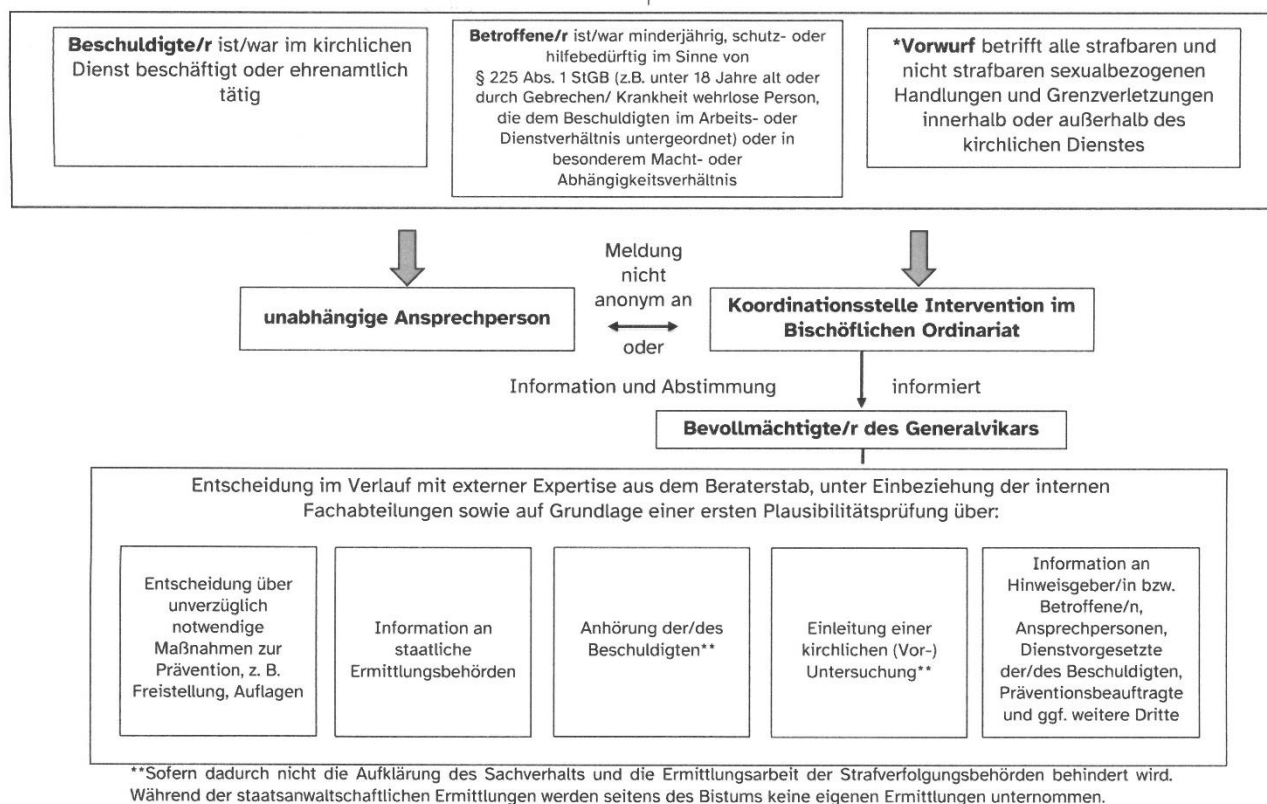 Beschuldigte/r ist/war im kirchlichen
Dienst beschäftigt oder ehrenamtlich
tätig
Betroffene/r ist/war minderjährig, schutz- oder
hilfebedürftig im Sinne von
§ 225 Abs. 1 StGB (z.B. unter 18 Jahre alt oder
durch Gebrechen/ Krankheit wehrlose Person,
die dem Beschuldigten im Arbeits- oder
Dienstverhältnis untergeordnet) oder in
besonderem Macht- oder
Abhängigkeitsverhältnis
*Vorwurf betrifft alle strafbaren und
nicht strafbaren sexualbezogenen
Handlungen und Grenzverletzungen
innerhalb oder außerhalb des
kirchlichen Dienstes
unabhängige Ansprechperson
Meldung
nicht
anonym an
oder
Koordinationsstelle Intervention im
Bischöflichen Ordinariat
Information und Abstimmung
informiert
Bevollmächtigte/r des Generalvikars
Entscheidung im Verlauf mit externer Expertise aus dem Beraterstab, unter Einbeziehung der internen
Fachabteilungen sowie auf Grundlage einer ersten Plausibilitätsprüfung über:
Entscheidung über
unverzüglich
notwendige
Maßnahmen zur
Prävention, z. B.
Freistellung, Auflagen
Information an
staatliche
Ermittlungsbehörden
Anhörung der/des
Beschuldigten**
Einleitung einer
kirchlichen (Vor-)
Untersuchung**
Information an
Hinweisgeber/in bzw.
Betroffene/n,
Ansprechpersonen,
Dienstvorgesetzte
der/des Beschuldigten,
Präventionsbeauftragte
und ggf. weitere Dritte
**Sofern dadurch nicht die Aufklärung des Sachverhalts und die Ermittlungsarbeit der Strafverfolgungsbehörden behindert wird.
Während der staatsanwaltschaftlichen Ermittlungen werden seitens des Bistums keine eigenen Ermittlungen unternommen.